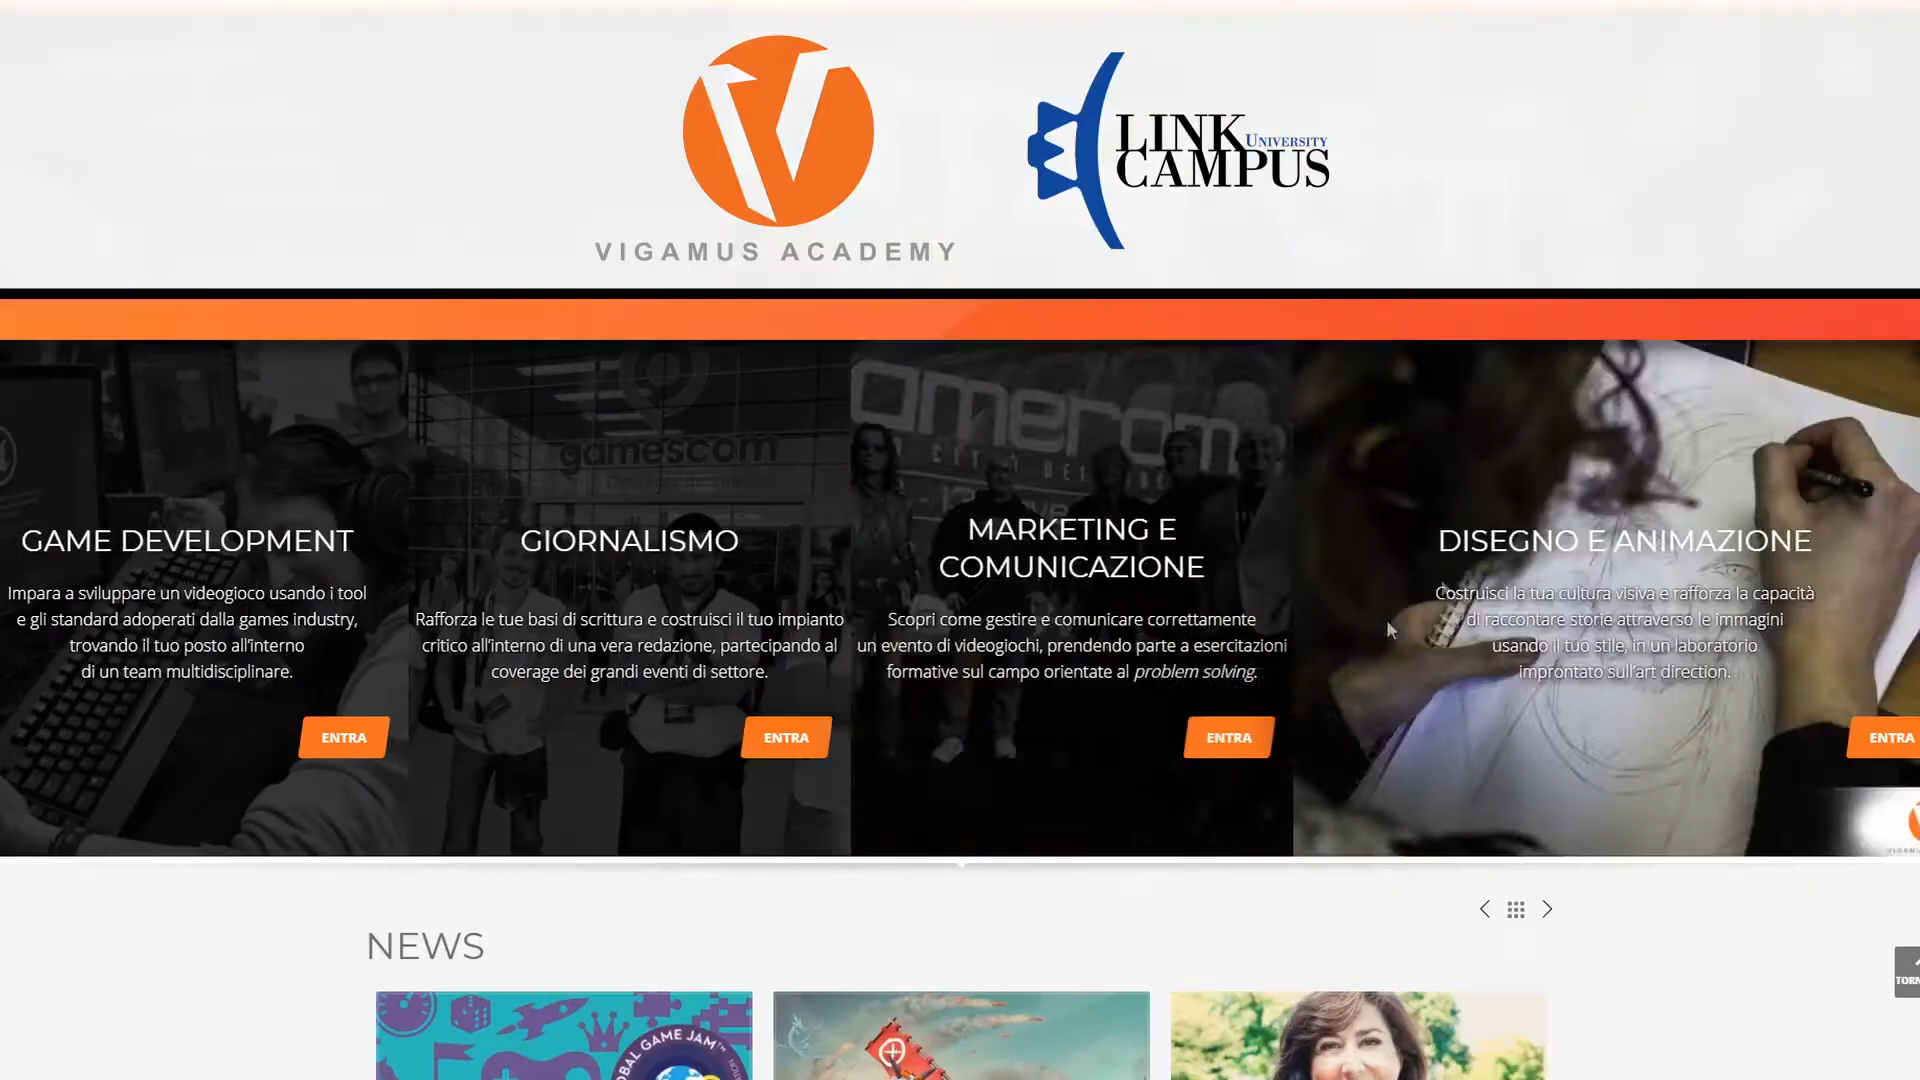 VIGAMUS ACADEMY
LINK
UNIVERSITY
CAMPUS
gamescom
GAME DEVELOPMENT
Impara a sviluppare un videogioco usando i tool
e gli standard adoperati dalla games industry,
trovando il tuo posto all'interno
di un team multidisciplinare.
ENTRA
GIORNALISMO
Rafforza le tue basi di scrittura e costruisci il tuo impianto
critico all'interno di una vera redazione, partecipando al
coverage dei grandi eventi di settore.
ENTRA
MARKETING E
COMUNICAZIONE
Scopri come gestire e comunicare correttamente
un evento di videogiochi, prendendo parte a esercitazioni
formative sul campo orientate al problem solving.
ENTRA
DISEGNO E ANIMAZIONE
Costruisci la tua cultura visiva e rafforza la capacità
di raccontare storie attraverso le immagini
usando il tuo stile, in un laboratorio
improntato sull'art direction.
ENTRA
NEWS
GAME JAM